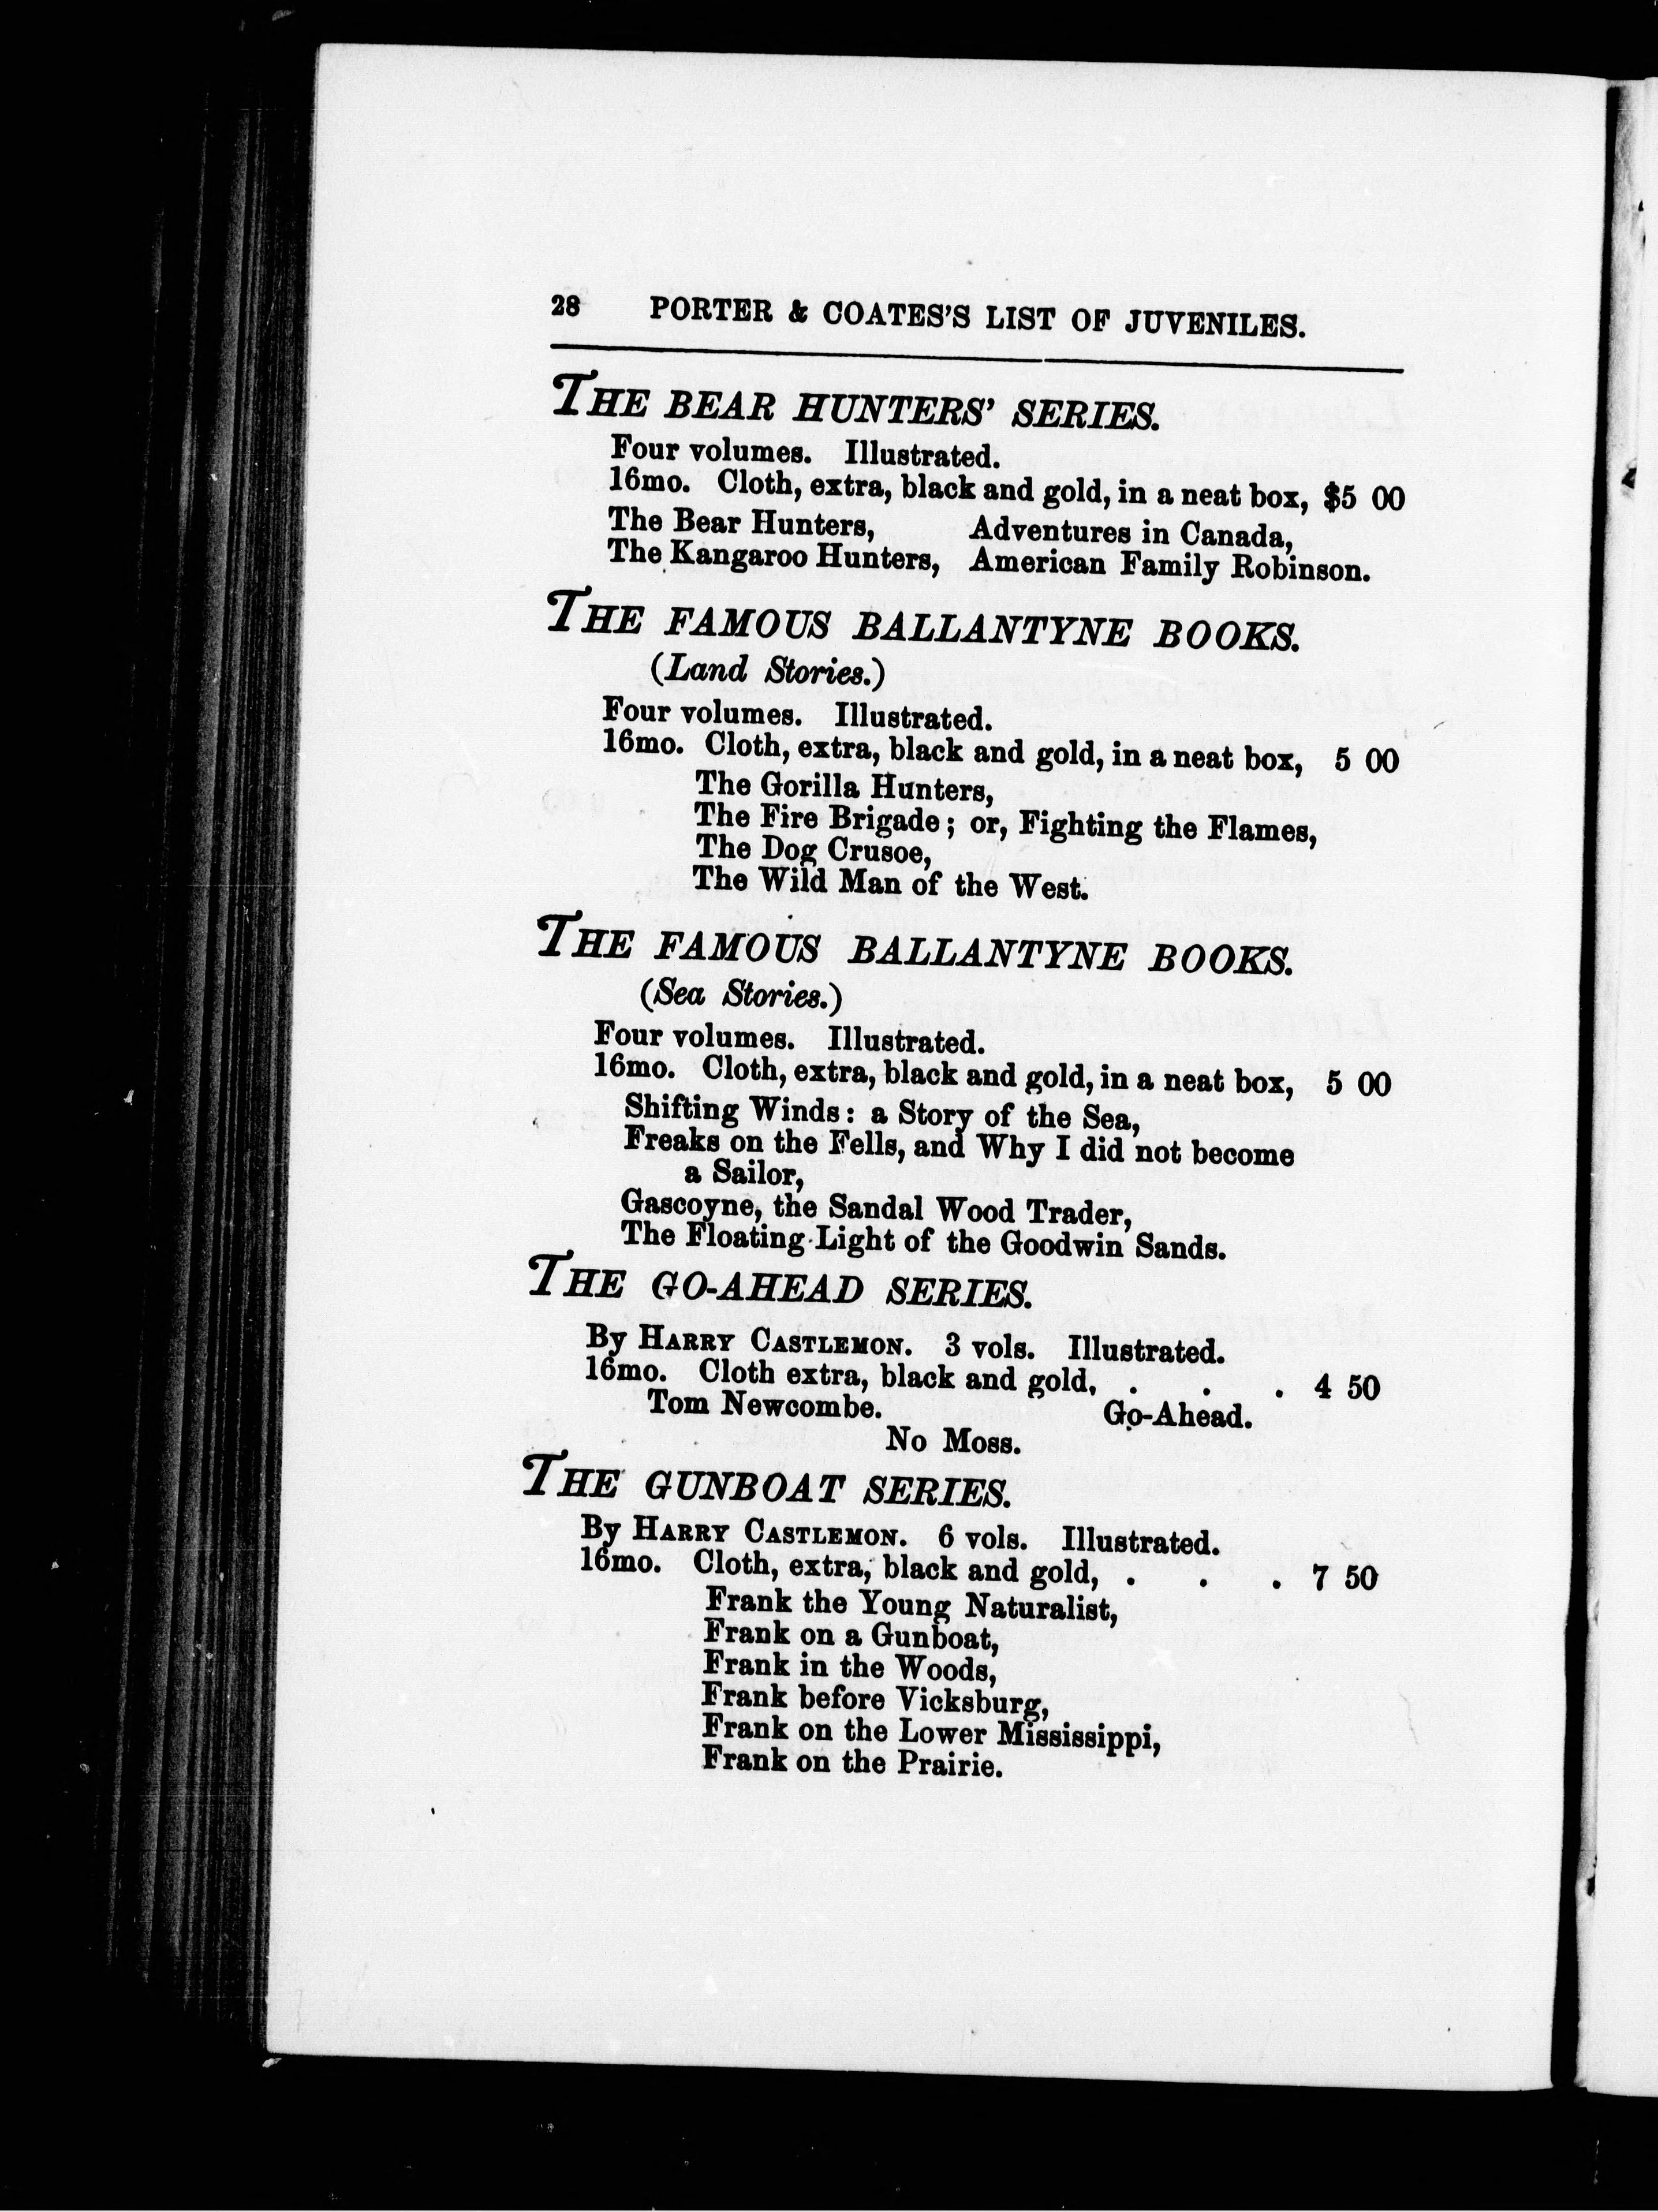 28 PORTER & COATES'S LIST OF JUVENILES.
THE BEAR HUNTERS' SERIES.
Four volumes. Illustrated.
16mo. Cloth, extra, black and gold, in a neat box, $5 00
The Bear Hunters, Adventures in Canada,
The Kangaroo Hunters, American Family Robinson.
THE FAMOUS BALLANTYNE BOOKS.
(Land Stories.)
Four volumes. Illustrated.
16mo. Cloth, extra, black and gold, in a neat box, 5 00
The Gorilla Hunters,
The Fire Brigade; or, Fighting the Flames,
The Dog Crusoe,
The Wild Man of the West.
THE FAMOUS BALLANTYNE BOOKS.
(Sea Stories.)
Four volumes. Illustrated.
16mo. Cloth, extra, black and gold, in a neat box, 5 00
Shifting Winds: a Story of the Sea,
Freaks on the Fells, and Why I did not become
a Sailor,
Gascoyne, the Sandal Wood Trader,
The Floating Light of the Goodwin Sands.
THE GO-AHEAD SERIES.
By HARRY CASTLEMON. 3 vols. Illustrated.
16mo. Cloth extra, black and gold, . . . 4 50
Tom Newcombe. Go-Ahead.
No Moss.
THE GUNBOAT SERIES.
By HARRY CASTLEMON. 6 vols. Illustrated.
16mo. Cloth, extra, black and gold, . . . 7 50
Frank the Young Naturalist,
Frank on a Gunboat,
Frank in the Woods,
Frank before Vicksburg,
Frank on the Lower Mississippi,
Frank on the Prairie.